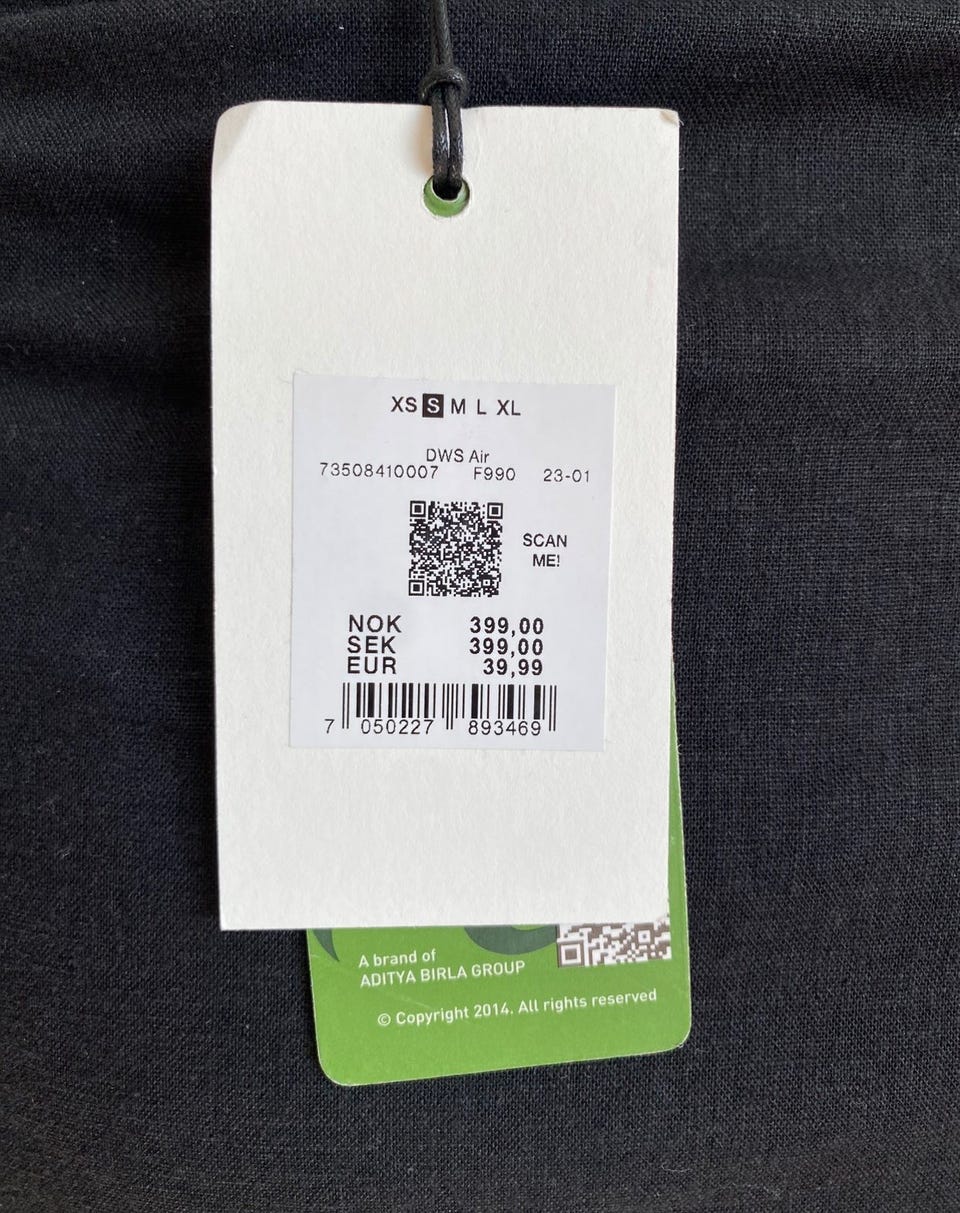 XS S M L XL
DWS Air
73508410007 F990 23-01
SCAN
ME!
NOK 399,00
SEK 399,00
EUR 39,99
7 050227 893469
A brand of
ADITYA BIRLA GROUP
© Copyright 2014. All rights reserved